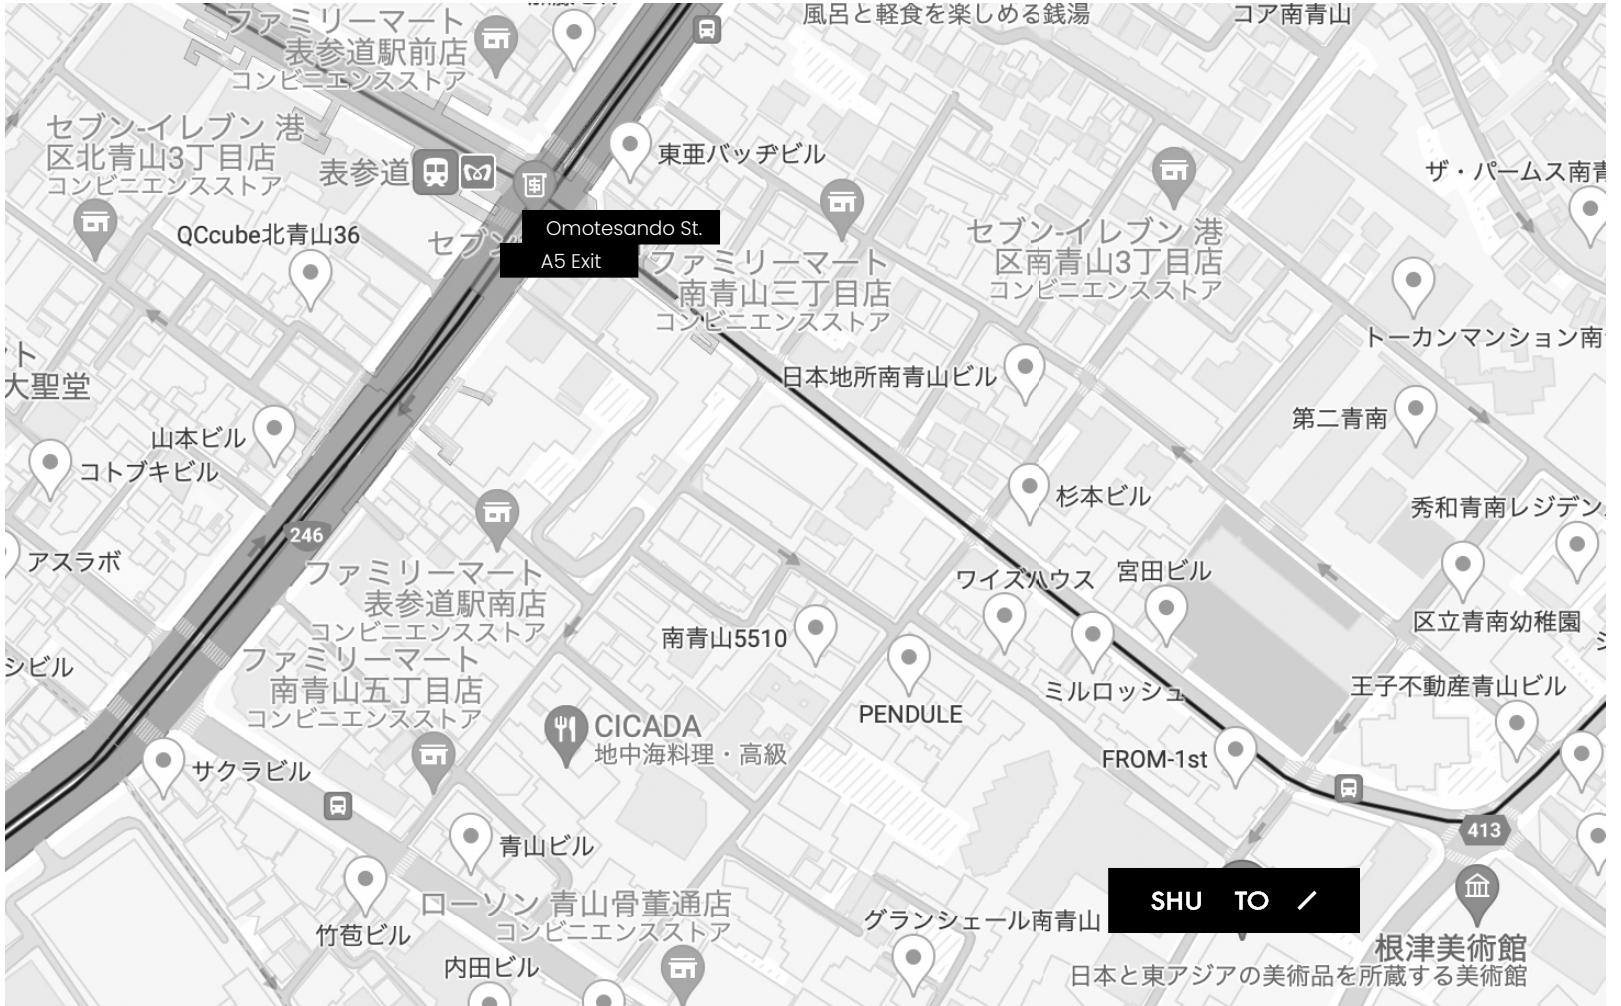 ファミリーマート
表参道駅前店
コンビニエンスストア
風呂と軽食を楽しめる銭湯
コア南青山
セブン-イレブン 港
区北青山3丁目店
コンビニエンスストア
表参道
東亜バッヂビル
ザ・パームス南青
QCcube北青山36
セブン
Omotesando St.
A5 Exit
ファミリーマート
南青山三丁目店
コンビニエンスストア
セブン-イレブン 港
区南青山3丁目店
コンビニエンスストア
トーカンマンション南
ト
大聖堂
日本地所南青山ビル
第二青南
山本ビル
コトブキビル
杉本ビル
秀和青南レジデン
246
アスラボ
ファミリーマート
表参道駅南店
コンビニエンスストア
ワイズハウス
宮田ビル
区立青南幼稚園
南青山5510
シビル
ファミリーマート
南青山五丁目店
コンビニエンスストア
ミルロッシュ
王子不動産青山ビル
PENDULE
CICADA
地中海料理・高級
FROM-1st
サクラビル
413
青山ビル
SHU TO /
ローソン 青山骨董通店
コンビニエンスストア
グランシェール南青山
竹苞ビル
根津美術館
日本と東アジアの美術品を所蔵する美術館
内田ビル